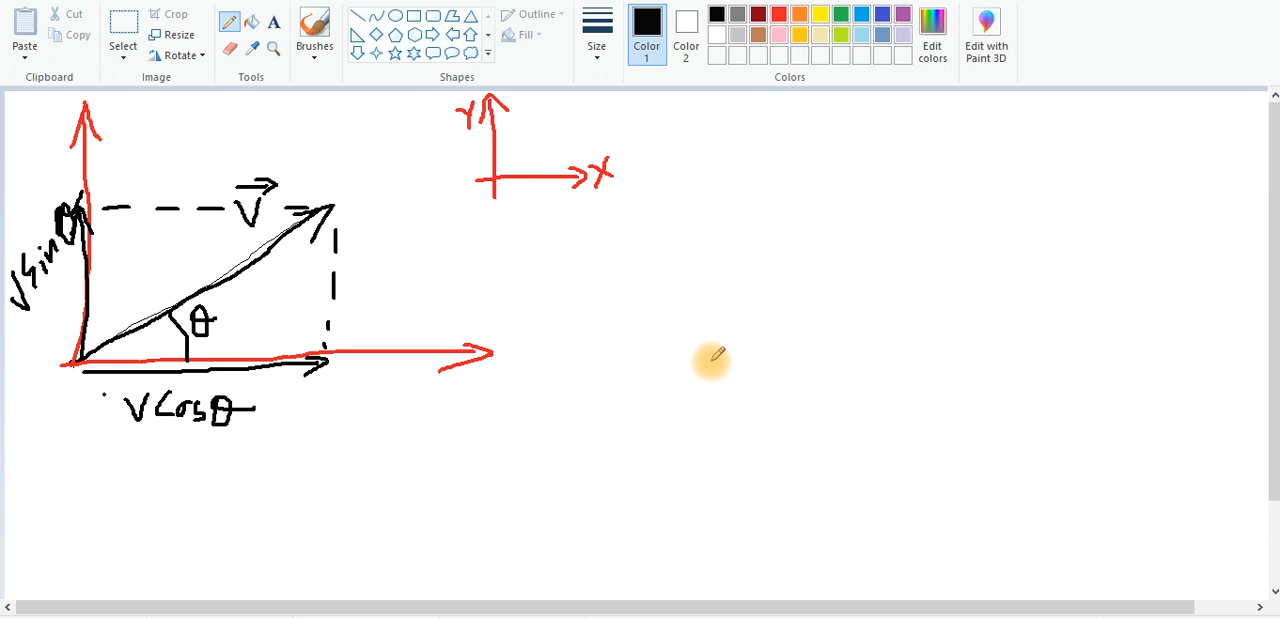 Paste
Cut
Copy
Clipboard
Select
Crop
Resize
Rotate
Image
A
Tools
Brushes
Shapes
Outline
Fill
Size
Color 1
Color 2
Edit colors
Colors
Edit with Paint 3D
Y
X
V
V Sin θ
θ
V Cos θ